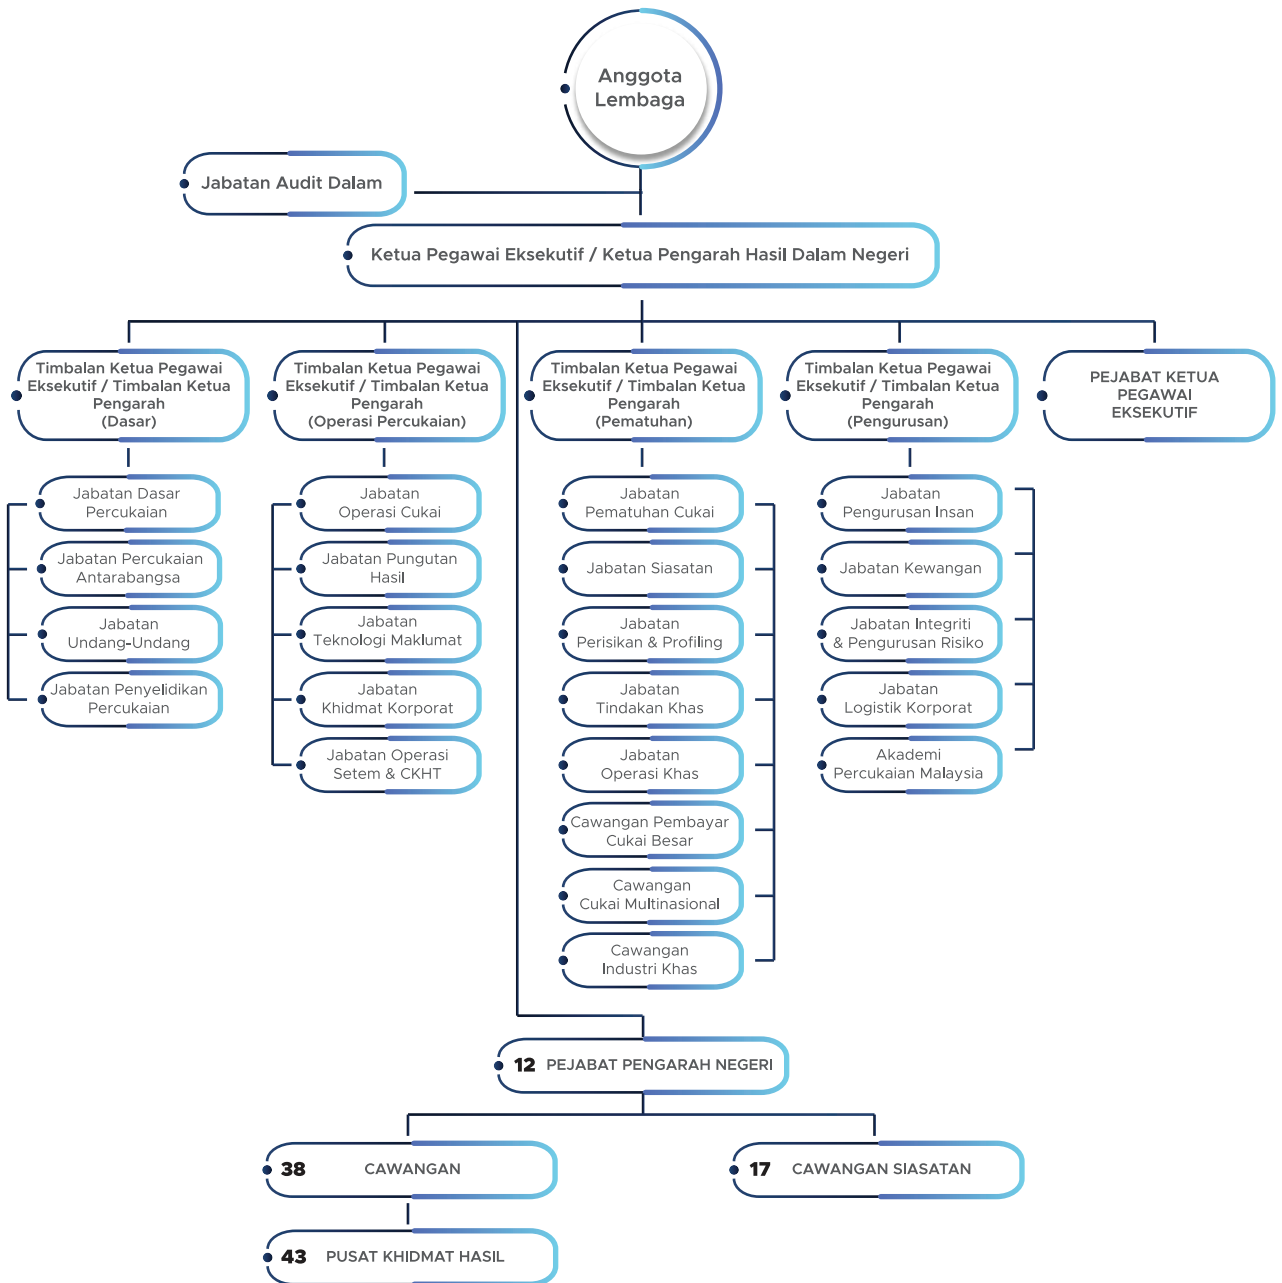 Anggota
Lembaga
Jabatan Audit Dalam
Ketua Pegawai Eksekutif / Ketua Pengarah Hasil Dalam Negeri
Timbalan Ketua Pegawai
Eksekutif / Timbalan Ketua
Pengarah
(Dasar)
Jabatan Dasar
Percukaian
Jabatan Percukaian
Antarabangsa
Jabatan
Undang-Undang
Jabatan Penyelidikan
Percukaian
Timbalan Ketua Pegawai
Eksekutif / Timbalan Ketua
Pengarah
(Operasi Percukaian)
Jabatan
Operasi Cukai
Jabatan Pungutan
Hasil
Jabatan
Teknologi Maklumat
Jabatan
Khidmat Korporat
Jabatan Operasi
Setem & CKHT
Timbalan Ketua Pegawai
Eksekutif / Timbalan Ketua
Pengarah
(Pematuhan)
Jabatan
Pematuhan Cukai
Jabatan Siasatan
Jabatan
Perisikan & Profiling
Jabatan
Tindakan Khas
Jabatan
Operasi Khas
Cawangan Pembayar
Cukai Besar
Cawangan
Cukai Multinasional
Cawangan
Industri Khas
Timbalan Ketua Pegawai
Eksekutif / Timbalan Ketua
Pengarah
(Pengurusan)
Jabatan
Pengurusan Insan
Jabatan Kewangan
Jabatan Integriti
& Pengurusan Risiko
Jabatan
Logistik Korporat
Akademi
Percukaian Malaysia
PEJABAT KETUA
PEGAWAI
EKSEKUTIF
12 PEJABAT PENGARAH NEGERI
38 CAWANGAN
17 CAWANGAN SIASATAN
43 PUSAT KHIDMAT HASIL